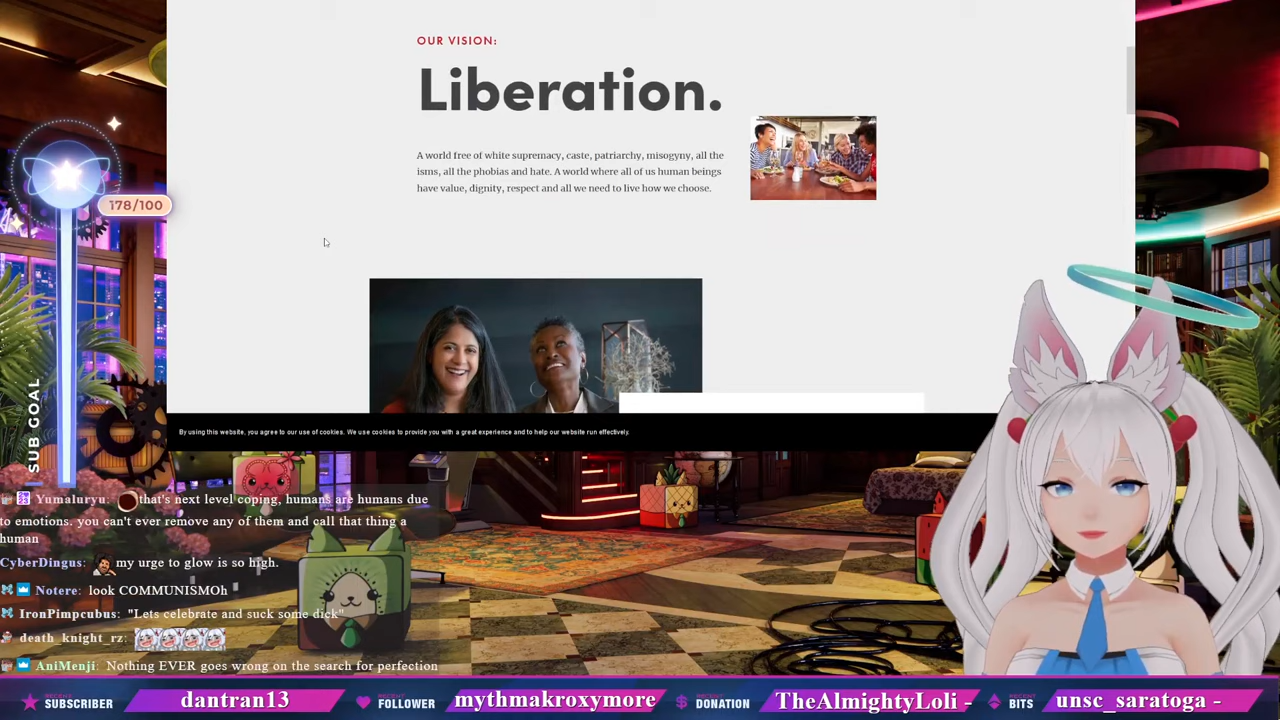 OUR VISION:
Liberation.
A world free of white supremacy, caste, patriarchy, misogyny, all the
isms, all the phobias and hate. A world where all of us human beings
have value, dignity, respect and all we need to live how we choose.
178/100
SUB GOAL
By using this website, you agree to our use of cookies. We use cookies to provide you with a great experience and to help our website run effectively.
Yumaluryu: that's next level coping, humans are humans due
to emotions. you can't ever remove any of them and call that thing a
human
CyberDingus: my urge to glow is so high.
Notere: look COMMUNISMOh
IronPimpcubus: "Lets celebrate and suck some dick"
death_knight_rz:
AniMenji: Nothing EVER goes wrong on the search for perfection
RECENT SUBSCRIBER dantran13
RECENT FOLLOWER mythmakroxymore
RECENT DONATION TheAlmightyLoli -
RECENT BITS unsc_saratoga -